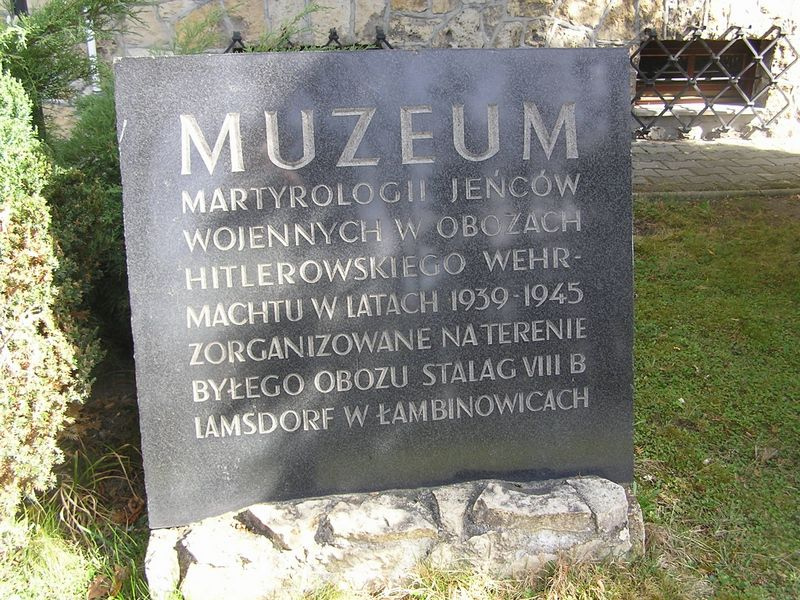 MUZEUM
MARTYROLOGII JEŃCÓW
WOJENNYCH W OBOZACH
HITLEROWSKIEGO WEHR-
MACHTU W LATACH 1939-1945
ZORGANIZOWANE NA TERENIE
BYŁEGO OBOZU STALAG VIII B
LAMSDORF W ŁAMBINOWICACH